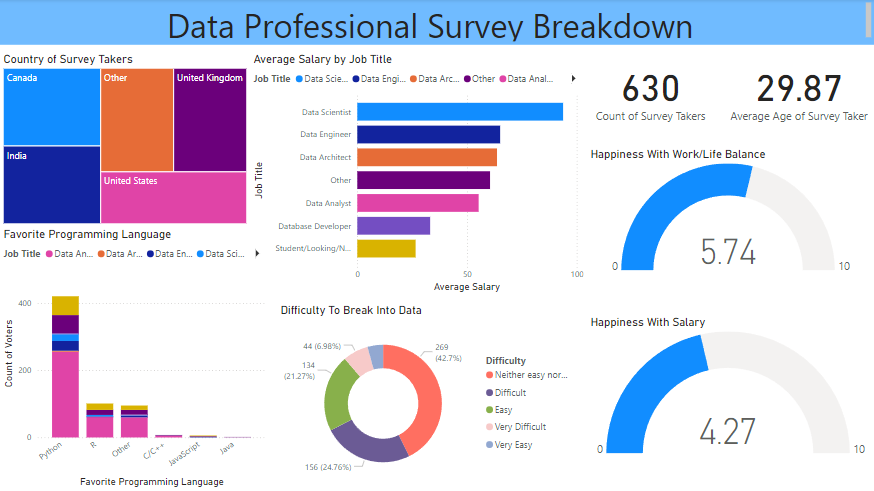 Data Professional Survey Breakdown
Country of Survey Takers
Canada
Other
United Kingdom
India
United States
Average Salary by Job Title
Job Title Data Scie... Data Engi... Data Arc... Other Data Anal...
Job Title
Data Scientist
Data Engineer
Data Architect
Other
Data Analyst
Database Developer
Student/Looking/N...
0 50 100
Average Salary
630
Count of Survey Takers
29.87
Average Age of Survey Taker
Happiness With Work/Life Balance
5.74
0 10
Favorite Programming Language
Job Title Data An... Data Ar... Data En... Data Sci...
Count of Voters
400
200
0
Python R Other C/C++ JavaScript Java
Favorite Programming Language
Difficulty To Break Into Data
44 (6.98%)
269
(42.7%)
134
(21.27%)
156 (24.76%)
Difficulty
Neither easy nor...
Difficult
Easy
Very Difficult
Very Easy
Happiness With Salary
4.27
0 10